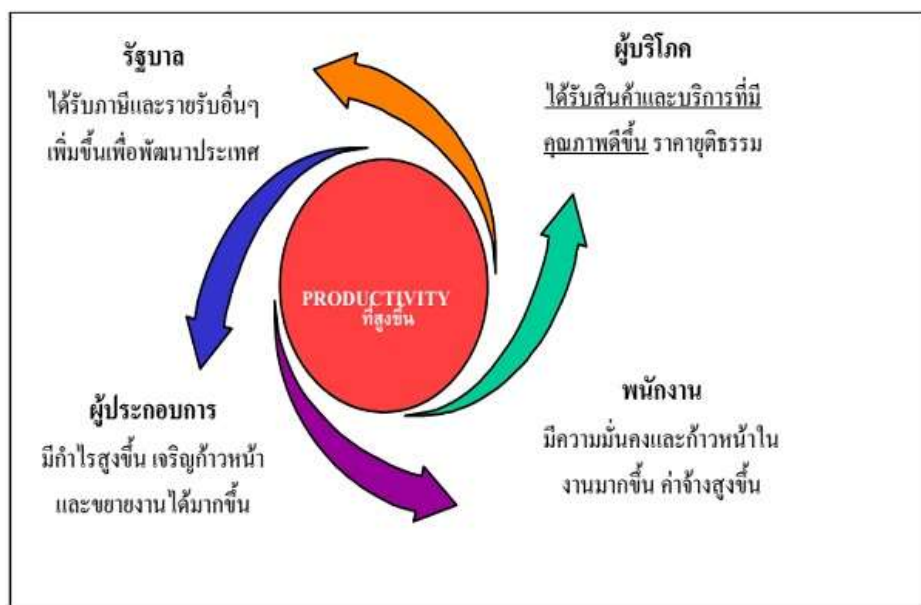 รัฐบาล
ได้รับภาษีและรายรับอื่นๆ
เพิ่มขึ้นเพื่อพัฒนาประเทศ
ผู้บริโภค
ได้รับสินค้าและบริการที่มี
คุณภาพดีขึ้น ราคายุติธรรม
PRODUCTIVITY
ที่สูงขึ้น
ผู้ประกอบการ
มีกำไรสูงขึ้น เจริญก้าวหน้า
และขยายงานได้มากขึ้น
พนักงาน
มีความมั่นคงและก้าวหน้าใน
งานมากขึ้น ค่าจ้างสูงขึ้น